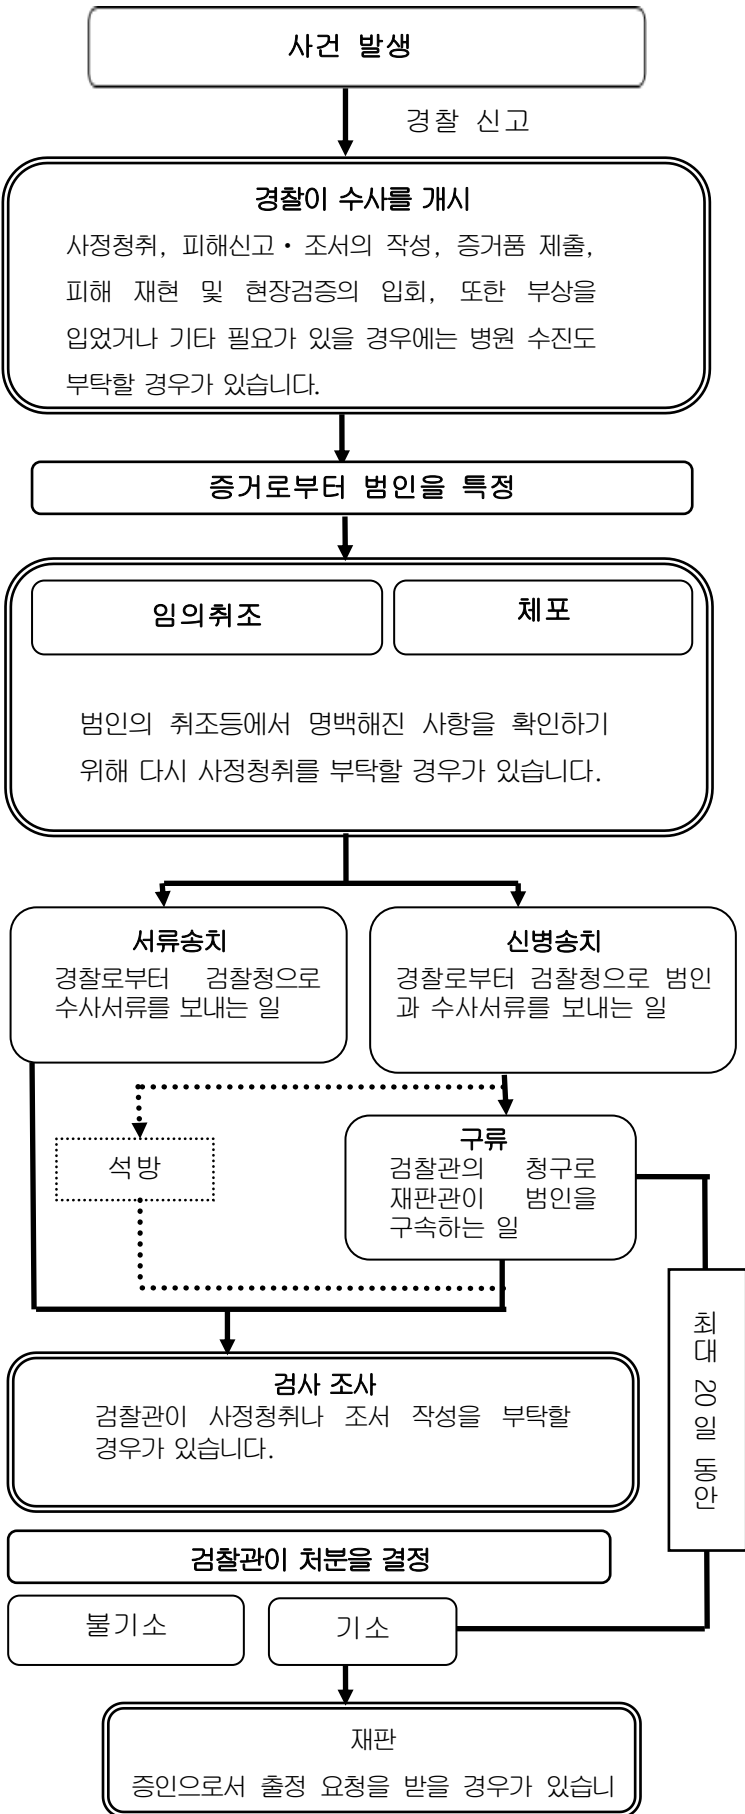 사건 발생
경찰 신고
경찰이 수사를 개시
사정청취, 피해신고・조서의 작성, 증거품 제출,
피해 재현 및 현장검증의 입회, 또한 부상을
입었거나 기타 필요가 있을 경우에는 병원 수진도
부탁할 경우가 있습니다.
증거로부터 범인을 특정
임의취조
체포
범인의 취조등에서 명백해진 사항을 확인하기
위해 다시 사정청취를 부탁할 경우가 있습니다.
서류송치
경찰로부터 검찰청으로
수사서류를 보내는 일
신병송치
경찰로부터 검찰청으로 범인
과 수사서류를 보내는 일
석방
구류
검찰관의 청구로
재판관이 범인을
구속하는 일
최대 20일 동안
검사 조사
검찰관이 사정청취나 조서 작성을 부탁할
경우가 있습니다.
검찰관이 처분을 결정
불기소
기소
재판
증인으로서 출정 요청을 받을 경우가 있습니